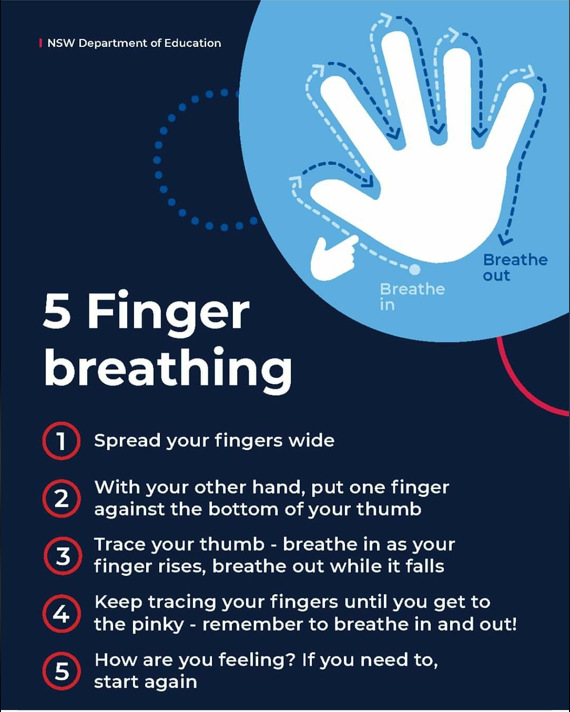 NSW Department of Education
Breathe
out
Breathe
in
5 Finger
breathing
1 Spread your fingers wide
2 With your other hand, put one finger
against the bottom of your thumb
3 Trace your thumb - breathe in as your
finger rises, breathe out while it falls
4 Keep tracing your fingers until you get to
the pinky - remember to breathe in and out!
5 How are you feeling? If you need to,
start again